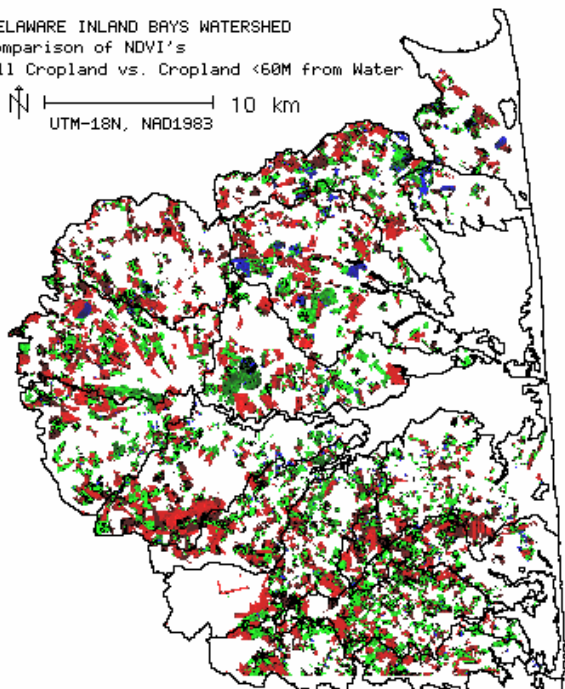 ELAWARE INLAND BAYS WATERSHED
omparison of NDVI's
ll Cropland vs. Cropland <60M from Water
N 10 km
UTM-18N, NAD1983